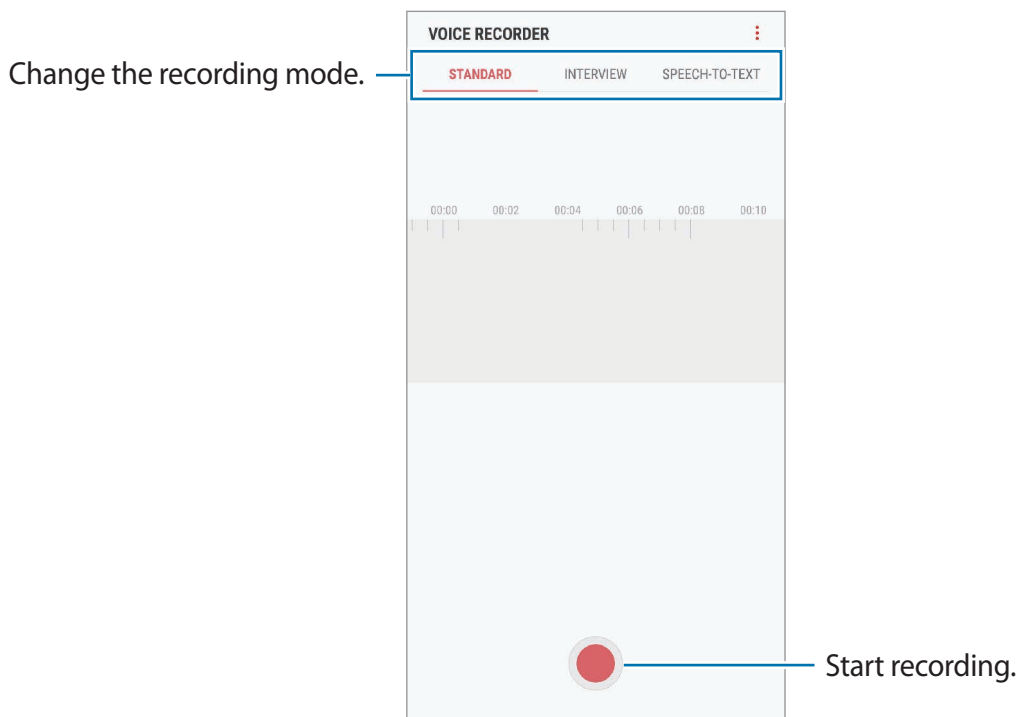 VOICE RECORDER
Change the recording mode.
STANDARD INTERVIEW SPEECH-TO-TEXT
00:00 00:02 00:04 00:06 00:08 00:10
Start recording.